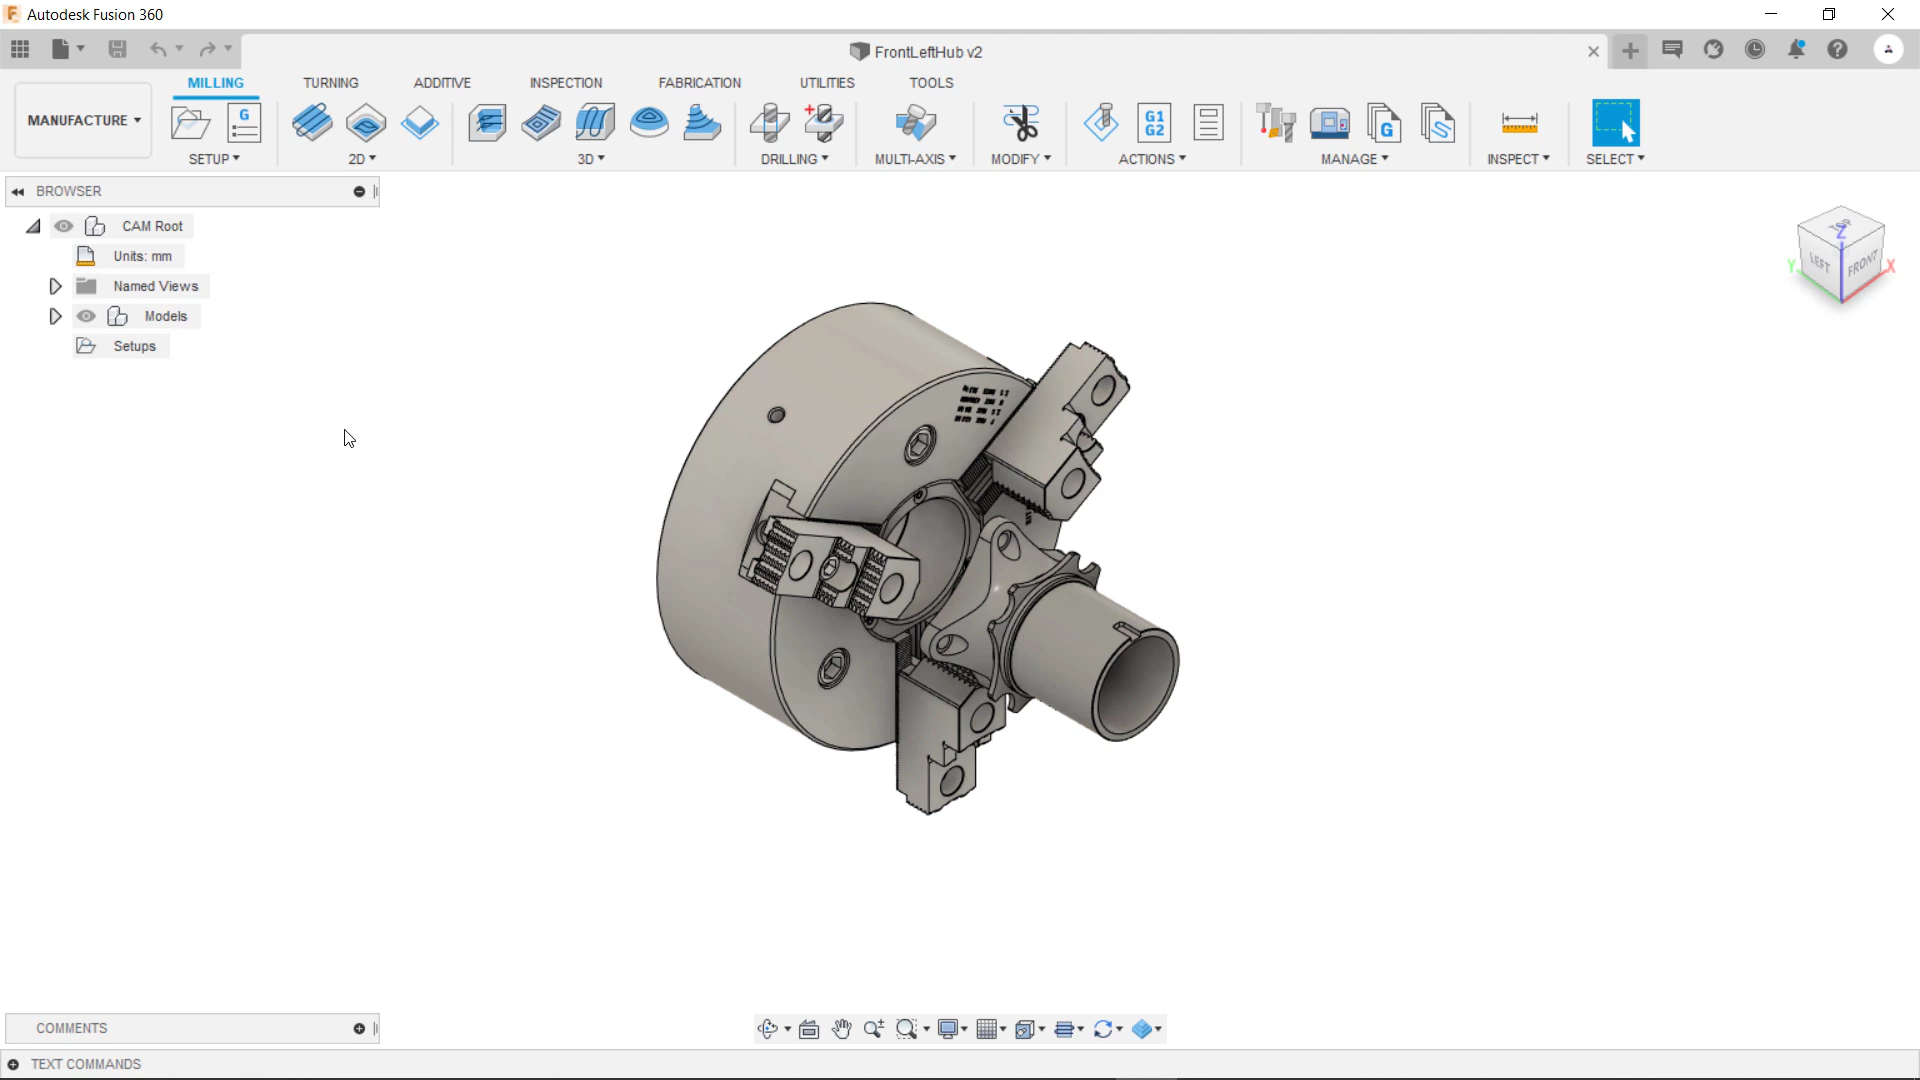 Autodesk Fusion 360
FrontLeftHub v2
MANUFACTURE
MILLING
TURNING
ADDITIVE
INSPECTION
FABRICATION
UTILITIES
TOOLS
G
G1
G2
G
SETUP
2D
3D
DRILLING
MULTI-AXIS
MODIFY
ACTIONS
MANAGE
INSPECT
SELECT
BROWSER
CAM Root
Units: mm
Named Views
Models
Setups
Z
Y
LEFT
FRONT
X
COMMENTS
TEXT COMMANDS